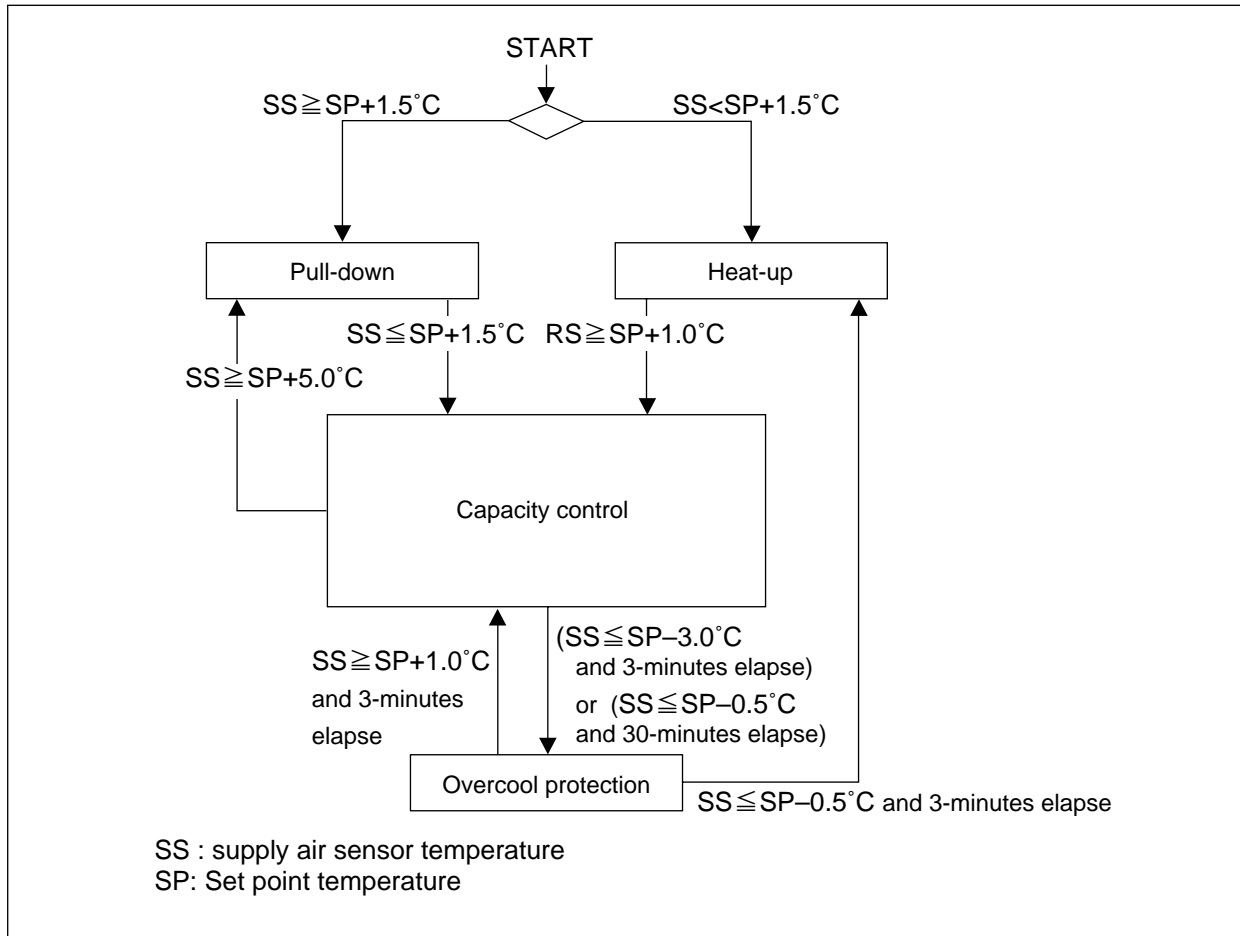 START
SS≧SP+1.5˚C
SS<SP+1.5˚C
Pull-down
Heat-up
SS≦SP+1.5˚C
RS≧SP+1.0˚C
SS≧SP+5.0˚C
Capacity control
SS≧SP+1.0˚C
and 3-minutes
elapse
(SS≦SP–3.0˚C
and 3-minutes elapse)
or (SS≦SP–0.5˚C
and 30-minutes elapse)
Overcool protection
SS≦SP–0.5˚C and 3-minutes elapse
SS : supply air sensor temperature
SP: Set point temperature